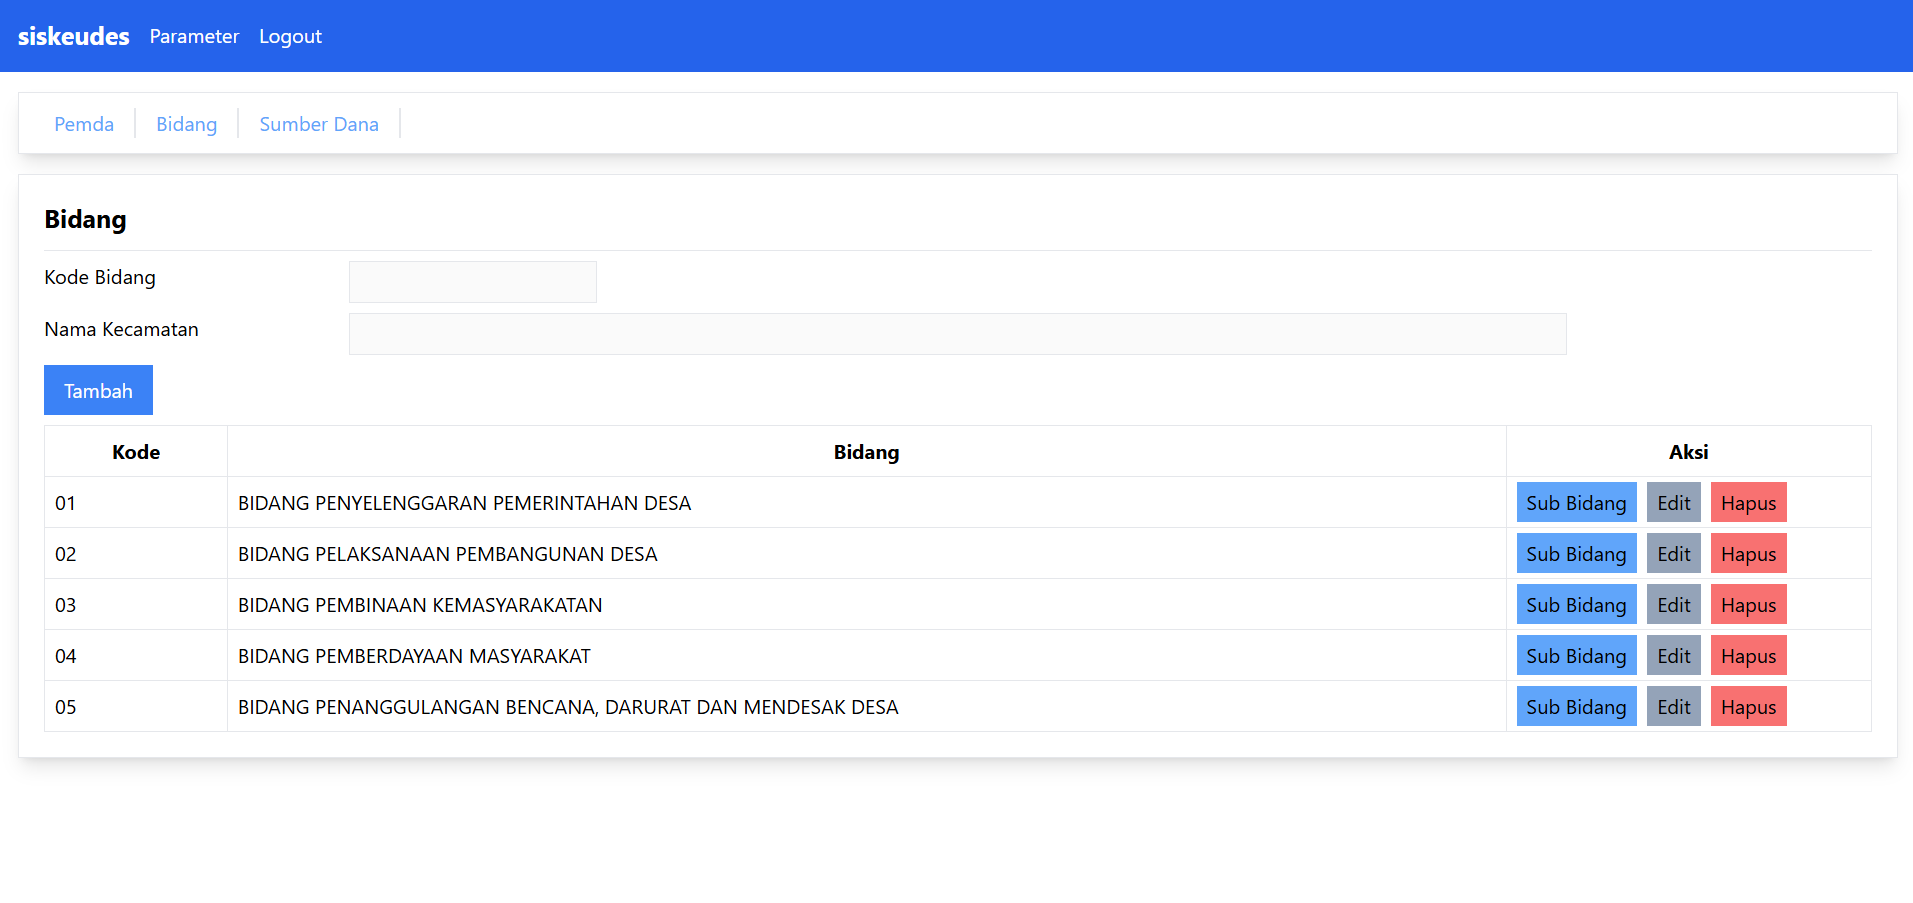 siskeudes Parameter Logout
Pemda Bidang Sumber Dana
Bidang
Kode Bidang
Nama Kecamatan
Tambah
Kode Bidang Aksi
01 BIDANG PENYELENGGARAN PEMERINTAHAN DESA Sub Bidang Edit Hapus
02 BIDANG PELAKSANAAN PEMBANGUNAN DESA Sub Bidang Edit Hapus
03 BIDANG PEMBINAAN KEMASYARAKATAN Sub Bidang Edit Hapus
04 BIDANG PEMBERDAYAAN MASYARAKAT Sub Bidang Edit Hapus
05 BIDANG PENANGGULANGAN BENCANA, DARURAT DAN MENDESAK DESA Sub Bidang Edit Hapus